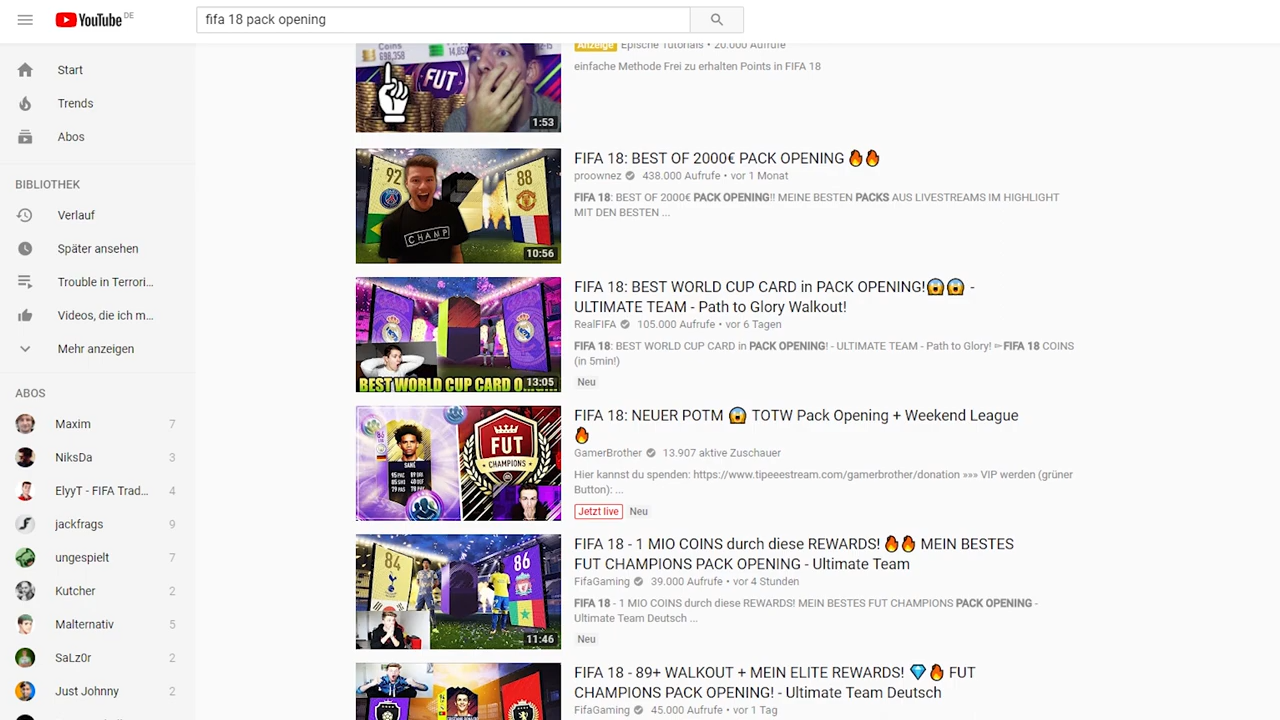 YouTube DE
fifa 18 pack opening
Start
Trends
Abos
BIBLIOTHEK
Verlauf
Später ansehen
Trouble in Terrori...
Videos, die ich m...
Mehr anzeigen
ABOS
Maxim 7
NiksDa 3
ElyyT - FIFA Trad... 4
jackfrags 9
ungespielt 7
Kutcher 2
Malternativ 5
SaLz0r 2
Just Johnny 2
Coins
698,358
FUT
1:53
Anzeige Epische Tutorials • 20.000 Aufrufe
einfache Methode Frei zu erhalten Points in FIFA 18
92
88
CHAMP
10:56
FIFA 18: BEST OF 2000€ PACK OPENING 🔥🔥
proownez 438.000 Aufrufe • vor 1 Monat
FIFA 18: BEST OF 2000€ PACK OPENING!! MEINE BESTEN PACKS AUS LIVESTREAMS IM HIGHLIGHT
MIT DEN BESTEN ...
BEST WORLD CUP CARD
13:05
FIFA 18: BEST WORLD CUP CARD in PACK OPENING!😱😱 -
ULTIMATE TEAM - Path to Glory Walkout!
RealFIFA 105.000 Aufrufe • vor 6 Tagen
FIFA 18: BEST WORLD CUP CARD in PACK OPENING! - ULTIMATE TEAM - Path to Glory! ✏FIFA 18 COINS
(in 5min!)
Neu
86
SANÉ
FUT
CHAMPIONS
FIFA 18: NEUER POTM 😱 TOTW Pack Opening + Weekend League
🔥
GamerBrother 13.907 aktive Zuschauer
Hier kannst du spenden: https://www.tipeeestream.com/gamerbrother/donation »»» VIP werden (grüner
Button): ...
Jetzt live Neu
84
86
11:46
FIFA 18 - 1 MIO COINS durch diese REWARDS! 🔥🔥 MEIN BESTES
FUT CHAMPIONS PACK OPENING - Ultimate Team
FifaGaming 39.000 Aufrufe • vor 4 Stunden
FIFA 18 - 1 MIO COINS durch diese REWARDS! MEIN BESTES FUT CHAMPIONS PACK OPENING -
Ultimate Team Deutsch ...
Neu
FIFA 18 - 89+ WALKOUT + MEIN ELITE REWARDS! 💎🔥 FUT
CHAMPIONS PACK OPENING! - Ultimate Team Deutsch
FifaGaming 45.000 Aufrufe • vor 1 Tag